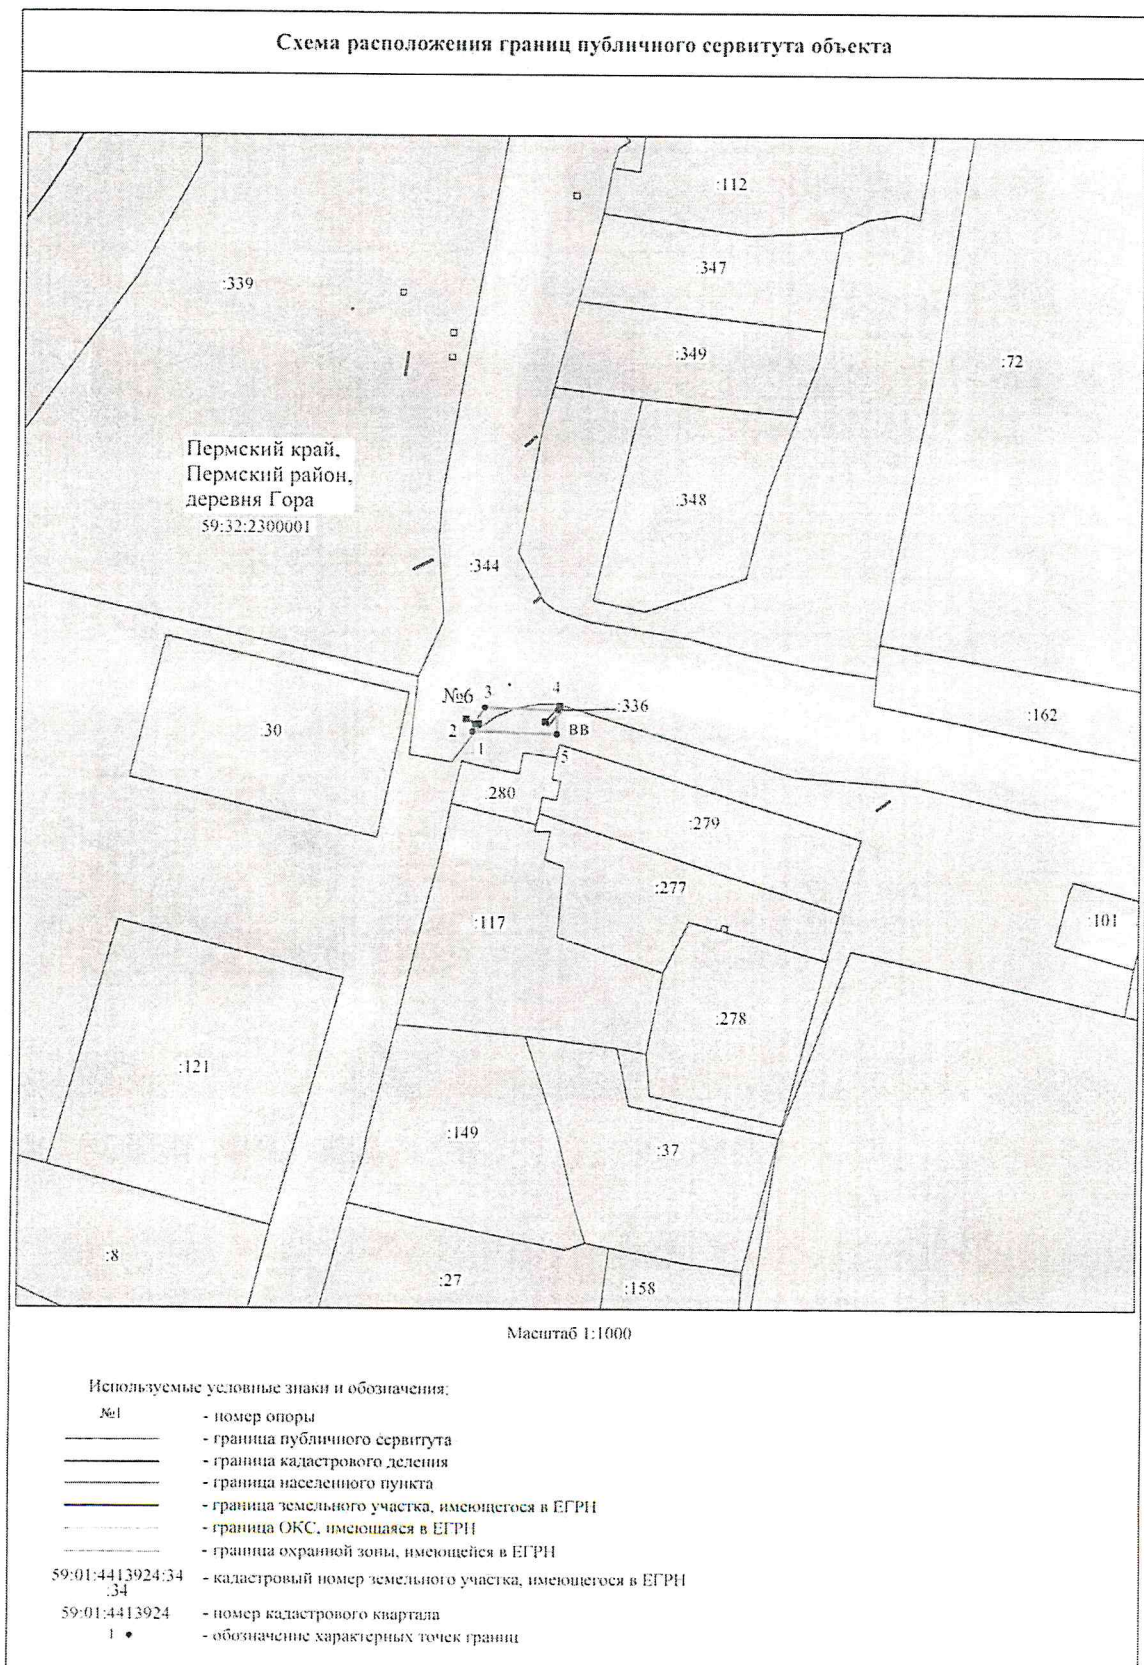 Схема расположения границ публичного сервитута объекта
:112
:339
:347
:349
:72
Пермский край,
Пермский район,
деревня Гора
59:32:2300001
:348
:344
№6
3
4
:336
:162
2
1
ВВ
5
:30
:280
:279
:277
:117
:101
:278
:121
:149
:37
:8
:27
:158
Масштаб 1:1000
Используемые условные знаки и обозначения:
№1 - номер опоры
- граница публичного сервитута
- граница кадастрового деления
- граница населенного пункта
- граница земельного участка, имеющегося в ЕГРН
- граница ОКС, имеющаяся в ЕГРН
- граница охранной зоны, имеющейся в ЕГРН
59:01:4413924:34 - кадастровый номер земельного участка, имеющегося в ЕГРН
:34
59:01:4413924 - номер кадастрового квартала
1 - обозначение характерных точек границ